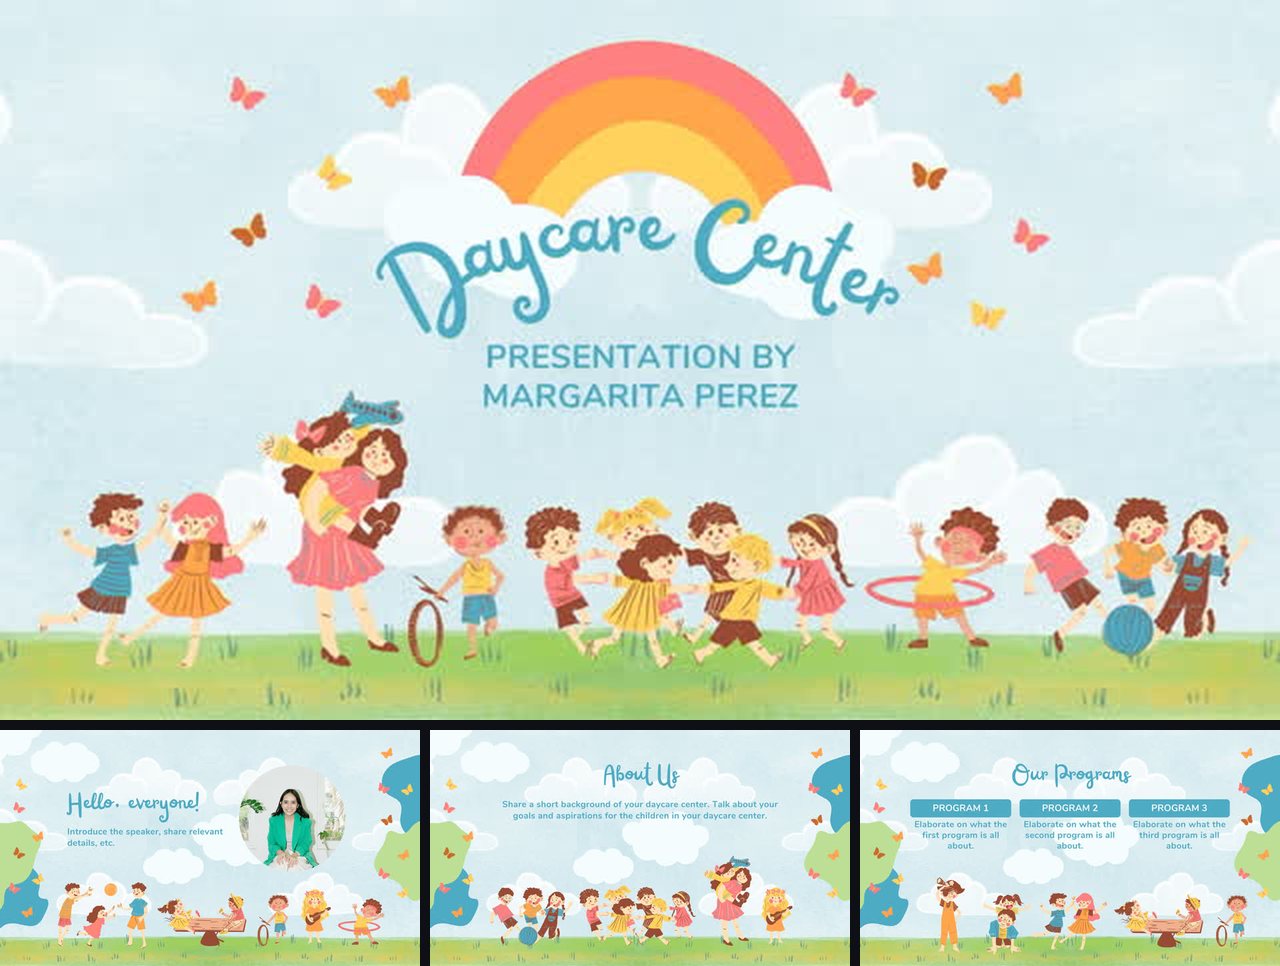 Daycare Center
PRESENTATION BY
MARGARITA PEREZ
Hello, everyone!
Introduce the speaker, share relevant
details, etc.
About Us
Share a short background of your daycare center. Talk about your
goals and aspirations for the children in your daycare center.
Our Programs
PROGRAM 1
Elaborate on what the
first program is all
about.
PROGRAM 2
Elaborate on what the
second program is all
about.
PROGRAM 3
Elaborate on what the
third program is all
about.